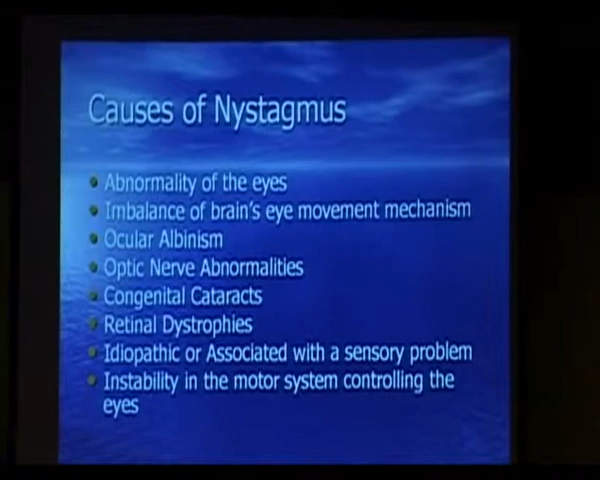 Causes of Nystagmus
Abnormality of the eyes
Imbalance of brain's eye movement mechanism
Ocular Albinism
Optic Nerve Abnormalities
Congenital Cataracts
Retinal Dystrophies
Idiopathic or Associated with a sensory problem
Instability in the motor system controlling the
eyes